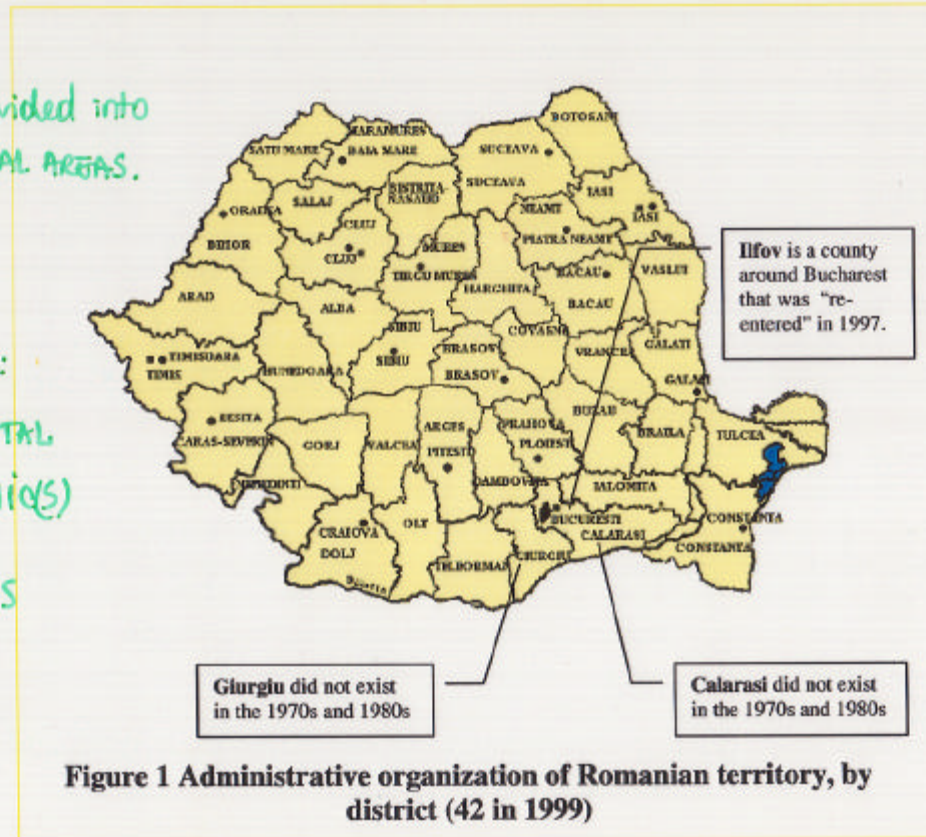 vided into
AL AREAS.
:
TAL
ic(s)
S
BOTOSANI
MARAMURES
SATU MARE
BAIA MARE
SUCEAVA
SUCEAVA
BISTRITA-
NASAUD
SALAJ
IASI
IASI
ORADEA
CLUJ
NEAMT
BIHOR
MURES
PIATRA NEAMT
CLUJ
TIRGU MURES
BACAU
VASLUI
HARGHITA
ARAD
ALBA
BACAU
SIBIU
COVASNA
BRASOV
VRANCEA
GALATI
TIMISOARA
SIBIU
TIMIS
HUNEDOARA
BRASOV
GALATI
RESITA
BUZAU
ARGES
PRAHOVA
BRAILA
TULCEA
CARAS-SEVERIN
GORJ
VALCEA
PLOIESTI
PITESTI
DAMBOVITA
IALOMITA
MEHEDINTI
BUCURESTI
CONSTANTA
OLT
CRAIOVA
CALARASI
DOLJ
GIURGIU
CONSTANTA
TELEORMAN
Ilfov is a county
around Bucharest
that was “re-
entered” in 1997.
Giurgiu did not exist
in the 1970s and 1980s
Calarasi did not exist
in the 1970s and 1980s
Figure 1 Administrative organization of Romanian territory, by
district (42 in 1999)